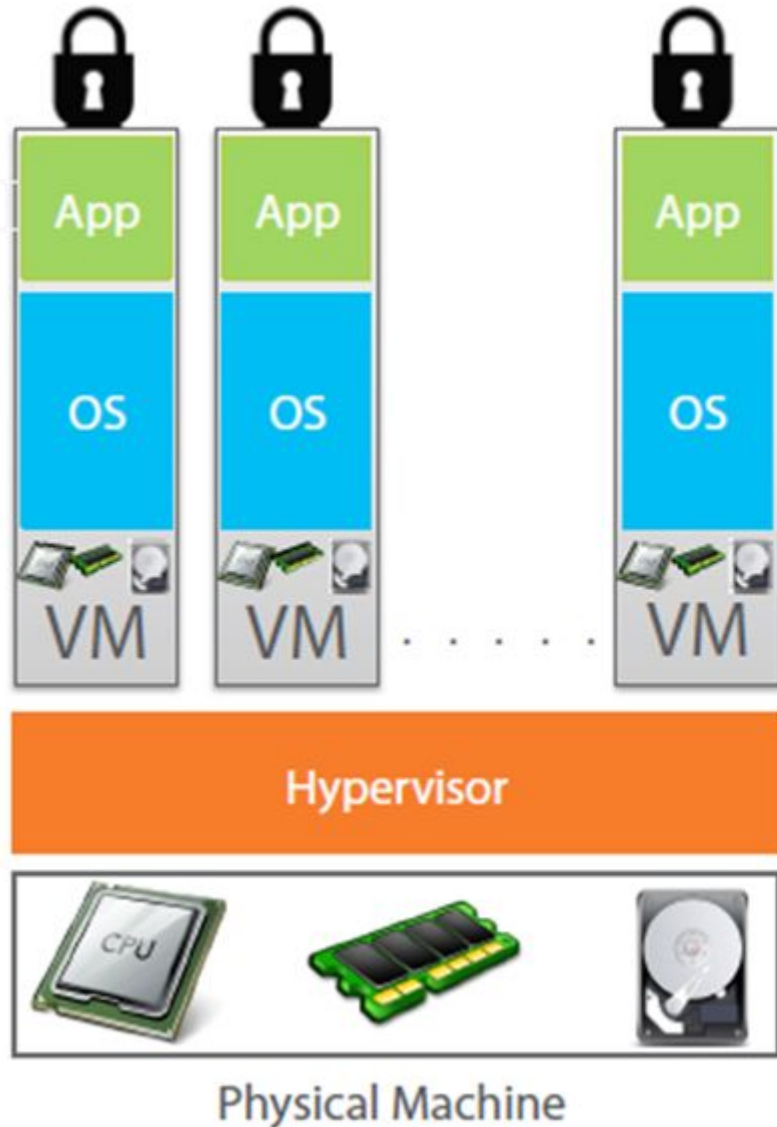 App App App
OS OS OS
VM VM . . . . . VM
Hypervisor
CPU
Physical Machine